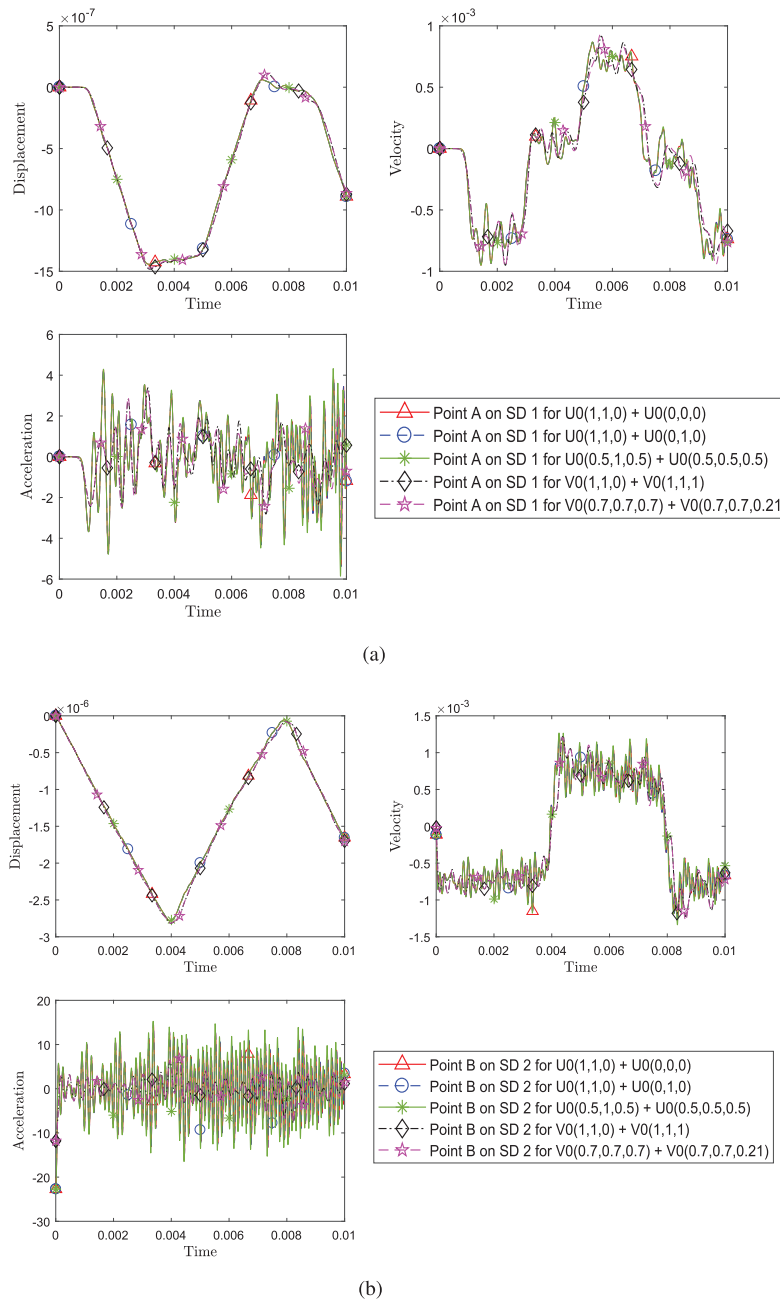 ×10⁻⁷
5
0
-5
-10
-15
Displacement
0 0.002 0.004 0.006 0.008 0.01
Time
×10⁻³
1
0.5
0
-0.5
-1
Velocity
0 0.002 0.004 0.006 0.008 0.01
Time
6
4
2
0
-2
-4
-6
Acceleration
0 0.002 0.004 0.006 0.008 0.01
Time
Point A on SD 1 for U0(1,1,0) + U0(0,0,0)
Point A on SD 1 for U0(1,1,0) + U0(0,1,0)
Point A on SD 1 for U0(0.5,1,0.5) + U0(0.5,0.5,0.5)
Point A on SD 1 for V0(1,1,0) + V0(1,1,1)
Point A on SD 1 for V0(0.7,0.7,0.7) + V0(0.7,0.7,0.21
(a)
×10⁻⁶
0
-0.5
-1
-1.5
-2
-2.5
-3
Displacement
0 0.002 0.004 0.006 0.008 0.01
Time
×10⁻³
1.5
1
0.5
0
-0.5
-1
-1.5
Velocity
0 0.002 0.004 0.006 0.008 0.01
Time
20
10
0
-10
-20
-30
Acceleration
0 0.002 0.004 0.006 0.008 0.01
Time
Point B on SD 2 for U0(1,1,0) + U0(0,0,0)
Point B on SD 2 for U0(1,1,0) + U0(0,1,0)
Point B on SD 2 for U0(0.5,1,0.5) + U0(0.5,0.5,0.5)
Point B on SD 2 for V0(1,1,0) + V0(1,1,1)
Point B on SD 2 for V0(0.7,0.7,0.7) + V0(0.7,0.7,0.21)
(b)